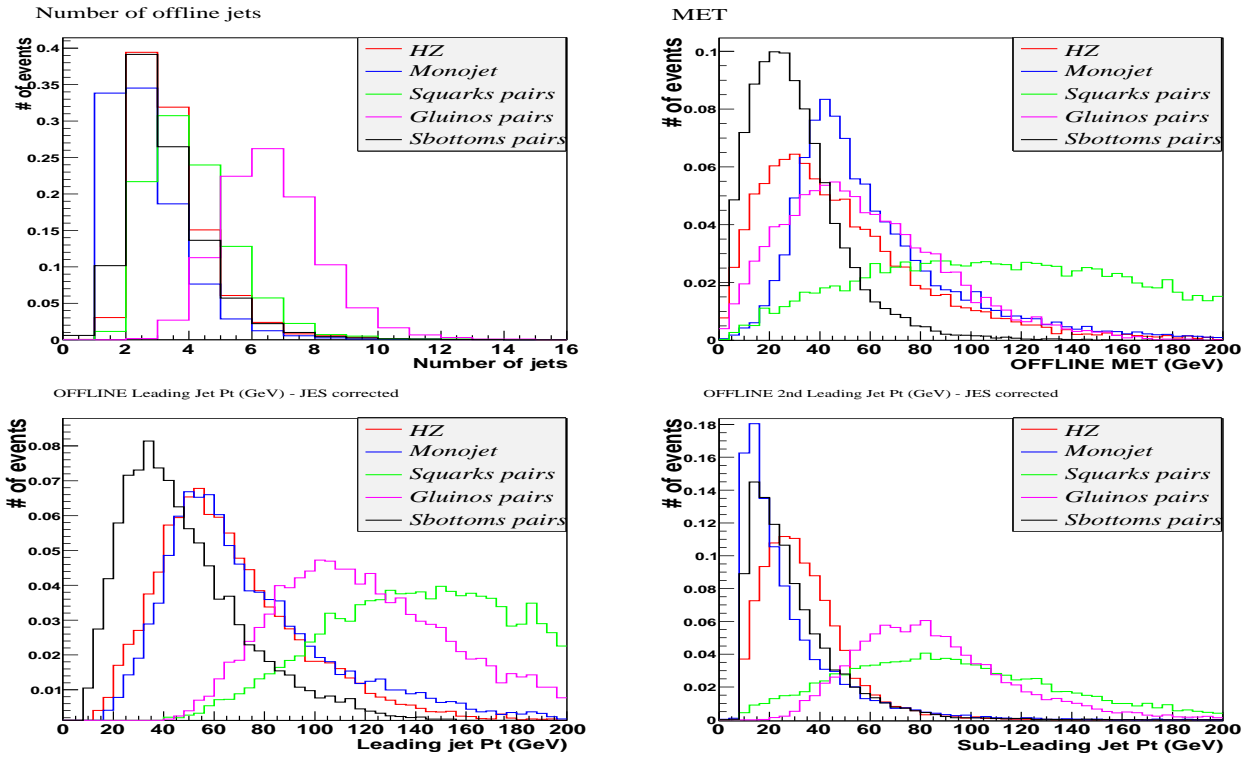 Number of offline jets
# of events
0.4
0.35
0.3
0.25
0.2
0.15
0.1
0.05
0
HZ
Monojet
Squarks pairs
Gluinos pairs
Sbottoms pairs
0 2 4 6 8 10 12 14 16
Number of jets
MET
# of events
0.1
0.08
0.06
0.04
0.02
0
HZ
Monojet
Squarks pairs
Gluinos pairs
Sbottoms pairs
0 20 40 60 80 100 120 140 160 180 200
OFFLINE MET (GeV)
OFFLINE Leading Jet Pt (GeV) - JES corrected
# of events
0.08
0.07
0.06
0.05
0.04
0.03
0.02
0.01
HZ
Monojet
Squarks pairs
Gluinos pairs
Sbottoms pairs
0 20 40 60 80 100 120 140 160 180 200
Leading jet Pt (GeV)
OFFLINE 2nd Leading Jet Pt (GeV) - JES corrected
# of events
0.18
0.16
0.14
0.12
0.1
0.08
0.06
0.04
0.02
0
HZ
Monojet
Squarks pairs
Gluinos pairs
Sbottoms pairs
0 20 40 60 80 100 120 140 160 180 200
Sub-Leading Jet Pt (GeV)